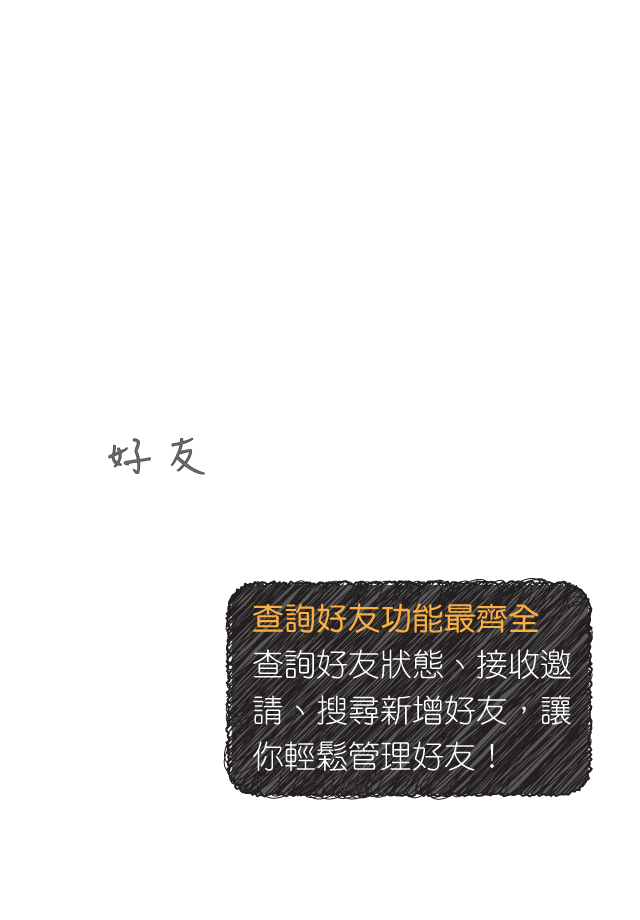 好友
查詢好友功能最齊全
查詢好友狀態、接收邀
請、搜尋新增好友，讓
你輕鬆管理好友！